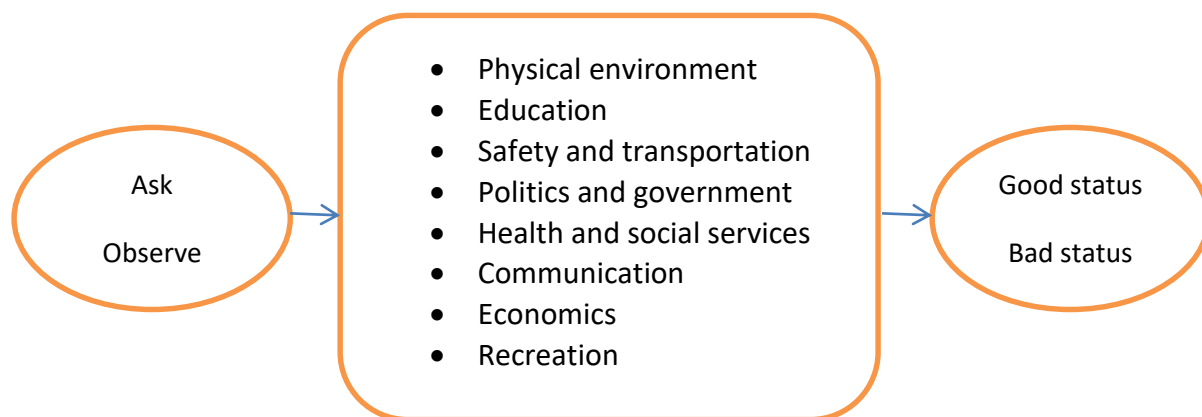 Ask
Observe
• Physical environment
• Education
• Safety and transportation
• Politics and government
• Health and social services
• Communication
• Economics
• Recreation
Good status
Bad status